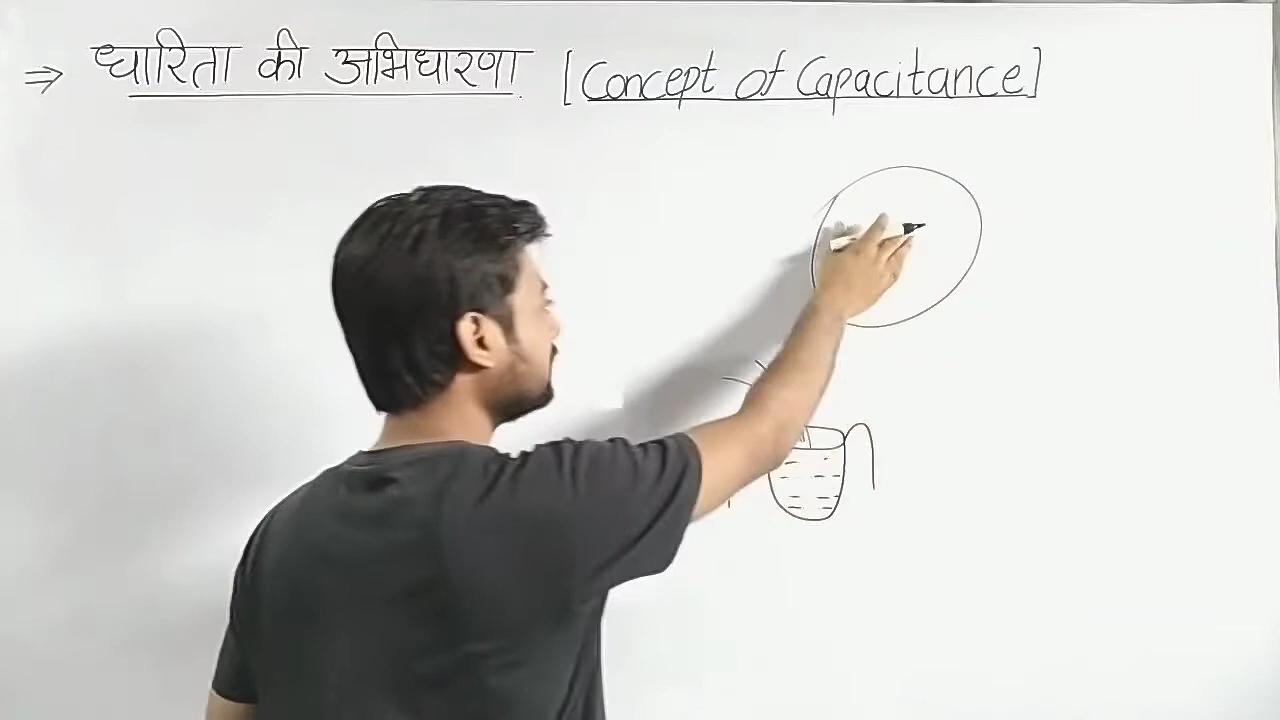 ⇒ धारिता की अभिधारणा [Concept of Capacitance]